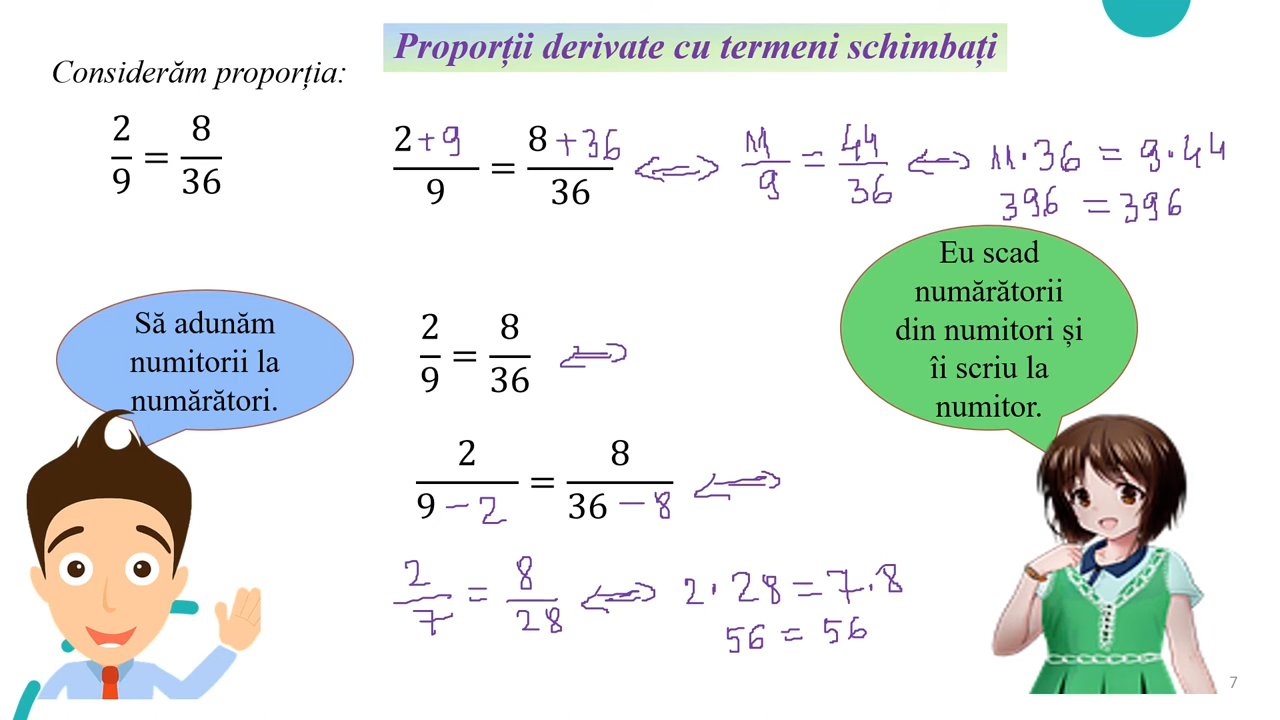 Proporții derivate cu termeni schimbați
Considerăm proporția:
2/9 = 8/36
(2+9)/9 = (8+36)/36 ⟺ 11/9 = 44/36 ⟺ 11·36 = 9·44
396 = 396
Să adunăm
numitorii la
numărători.
2/9 = 8/36 ⟺
2/(9-2) = 8/(36-8) ⟺
2/7 = 8/28 ⟺ 2·28 = 7·8
56 = 56
Eu scad
numărătorii
din numitori și
îi scriu la
numitor.
7